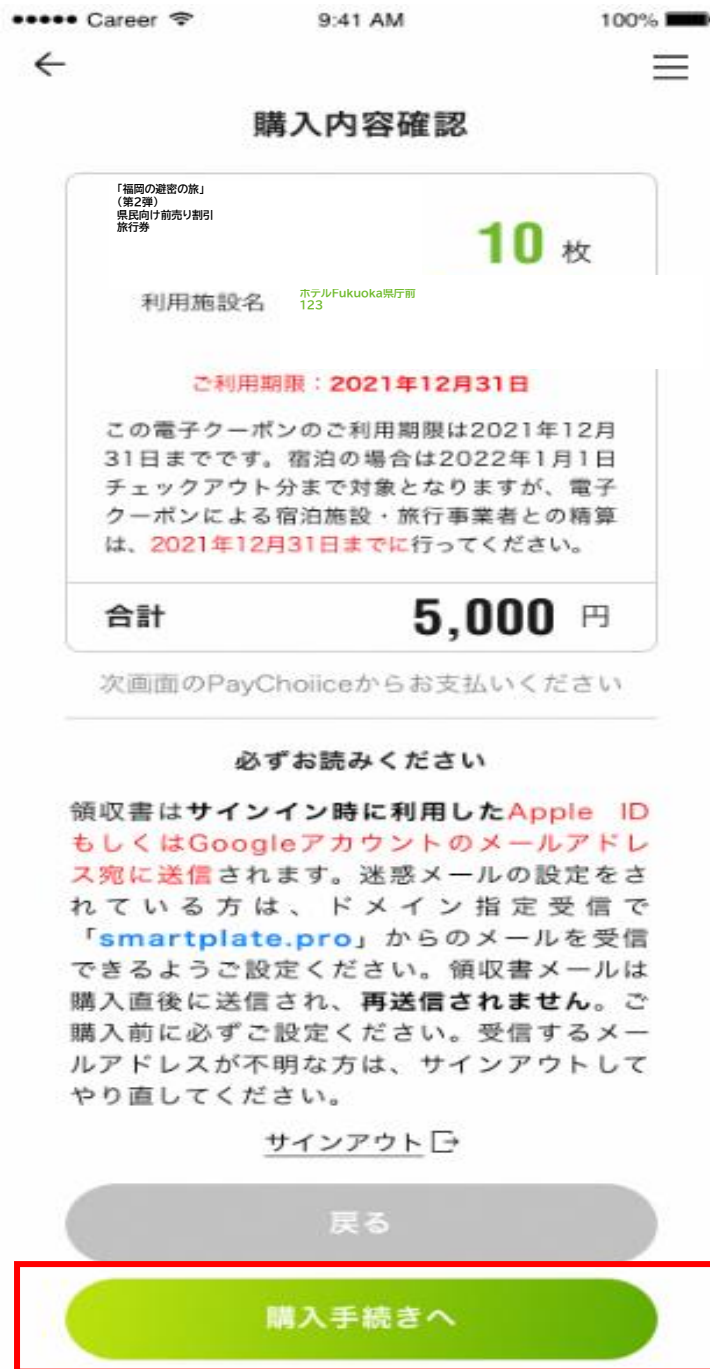 Career 9:41 AM 100%
購入内容確認
「福岡の避密の旅」
(第2弾)
県民向け前売り割引
旅行券
10 枚
利用施設名 ホテルFukuoka県庁前
123
ご利用期限:2021年12月31日
この電子クーポンのご利用期限は2021年12月
31日までです。宿泊の場合は2022年1月1日
チェックアウト分まで対象となりますが、電子
クーポンによる宿泊施設・旅行事業者との精算
は、2021年12月31日までに行ってください。
合計 5,000 円
次画面のPayChoiiceからお支払いください
必ずお読みください
領収書はサインイン時に利用したApple ID
もしくはGoogleアカウントのメールアドレ
ス宛に送信されます。迷惑メールの設定をさ
れている方は、ドメイン指定受信で
「smartplate.pro」からのメールを受信
できるようご設定ください。領収書メールは
購入直後に送信され、再送信されません。ご
購入前に必ずご設定ください。受信するメー
ルアドレスが不明な方は、サインアウトして
やり直してください。
サインアウト
戻る
購入手続きへ